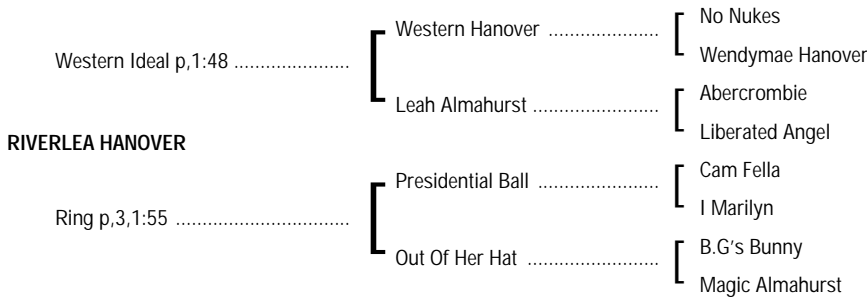 No Nukes
Western Hanover ......................
Wendymae Hanover
Western Ideal p,1:48 ......................
Abercrombie
Leah Almahurst ........................
Liberated Angel
RIVERLEA HANOVER
Cam Fella
Presidential Ball .......................
I Marilyn
Ring p,3,1:55 .................................
B.G's Bunny
Out Of Her Hat .........................
Magic Almahurst